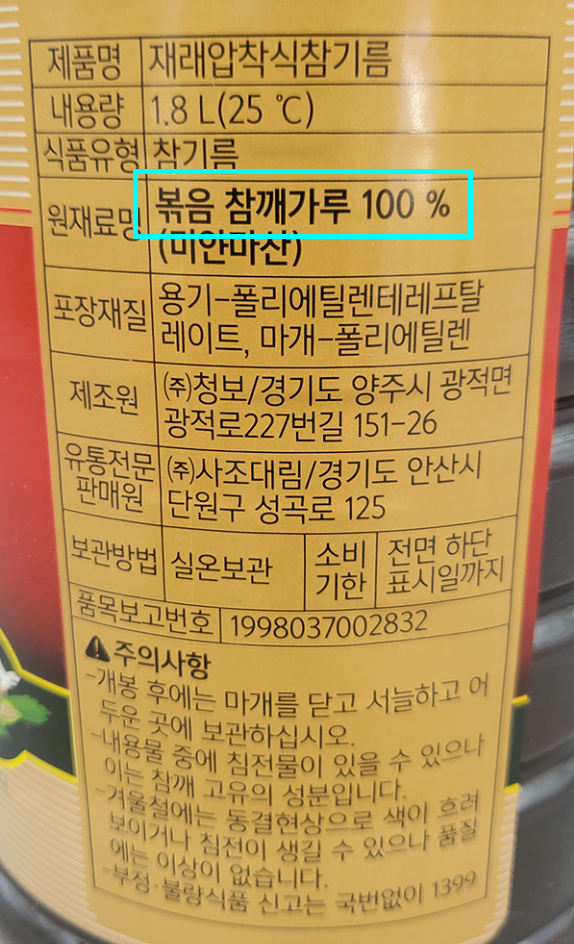 제품명 재래압착식참기름
내용량 1.8 L(25 ℃)
식품유형 참기름
원재료명 볶음 참깨가루 100 %
(미얀마산)
포장재질 용기-폴리에틸렌테레프탈
레이트, 마개-폴리에틸렌
제조원 ㈜청보/경기도 양주시 광적면
광적로227번길 151-26
유통전문
판매원
㈜사조대림/경기도 안산시
단원구 성곡로 125
보관방법 실온보관
소비
기한
전면 하단
표시일까지
품목보고번호 1998037002832
주의사항
-개봉 후에는 마개를 닫고 서늘하고 어
두운 곳에 보관하십시오.
-내용물 중에 침전물이 있을 수 있으나
이는 참깨 고유의 성분입니다.
-겨울철에는 동결현상으로 색이 흐려
보이거나 침전이 생길 수 있으나 품질
에는 이상이 없습니다.
-부정·불량식품 신고는 국번없이 1399